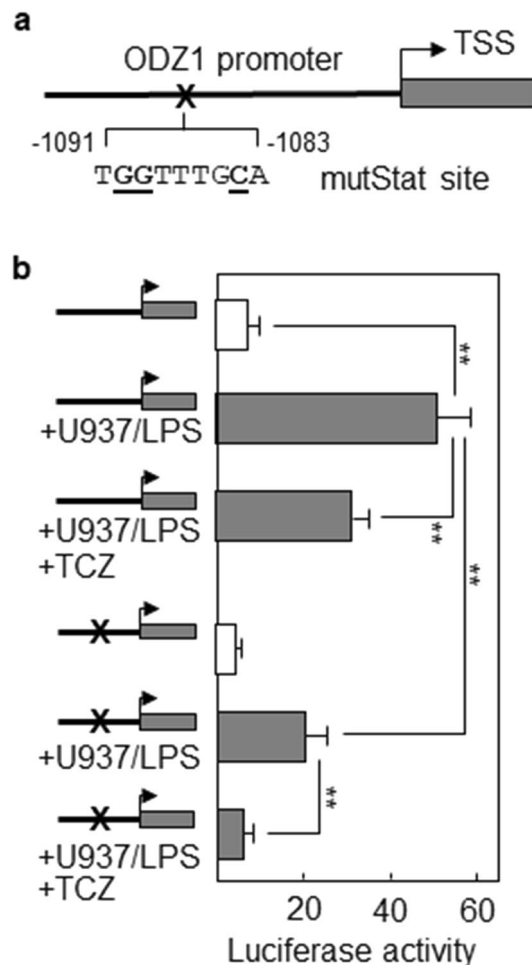 a
TSS
ODZ1 promoter
X
-1091 -1083
TGGTTTGCA mutStat site
b
**
+U937/LPS
**
+U937/LPS
+TCZ
**
X
X
+U937/LPS
**
X
+U937/LPS
+TCZ
20 40 60
Luciferase activity